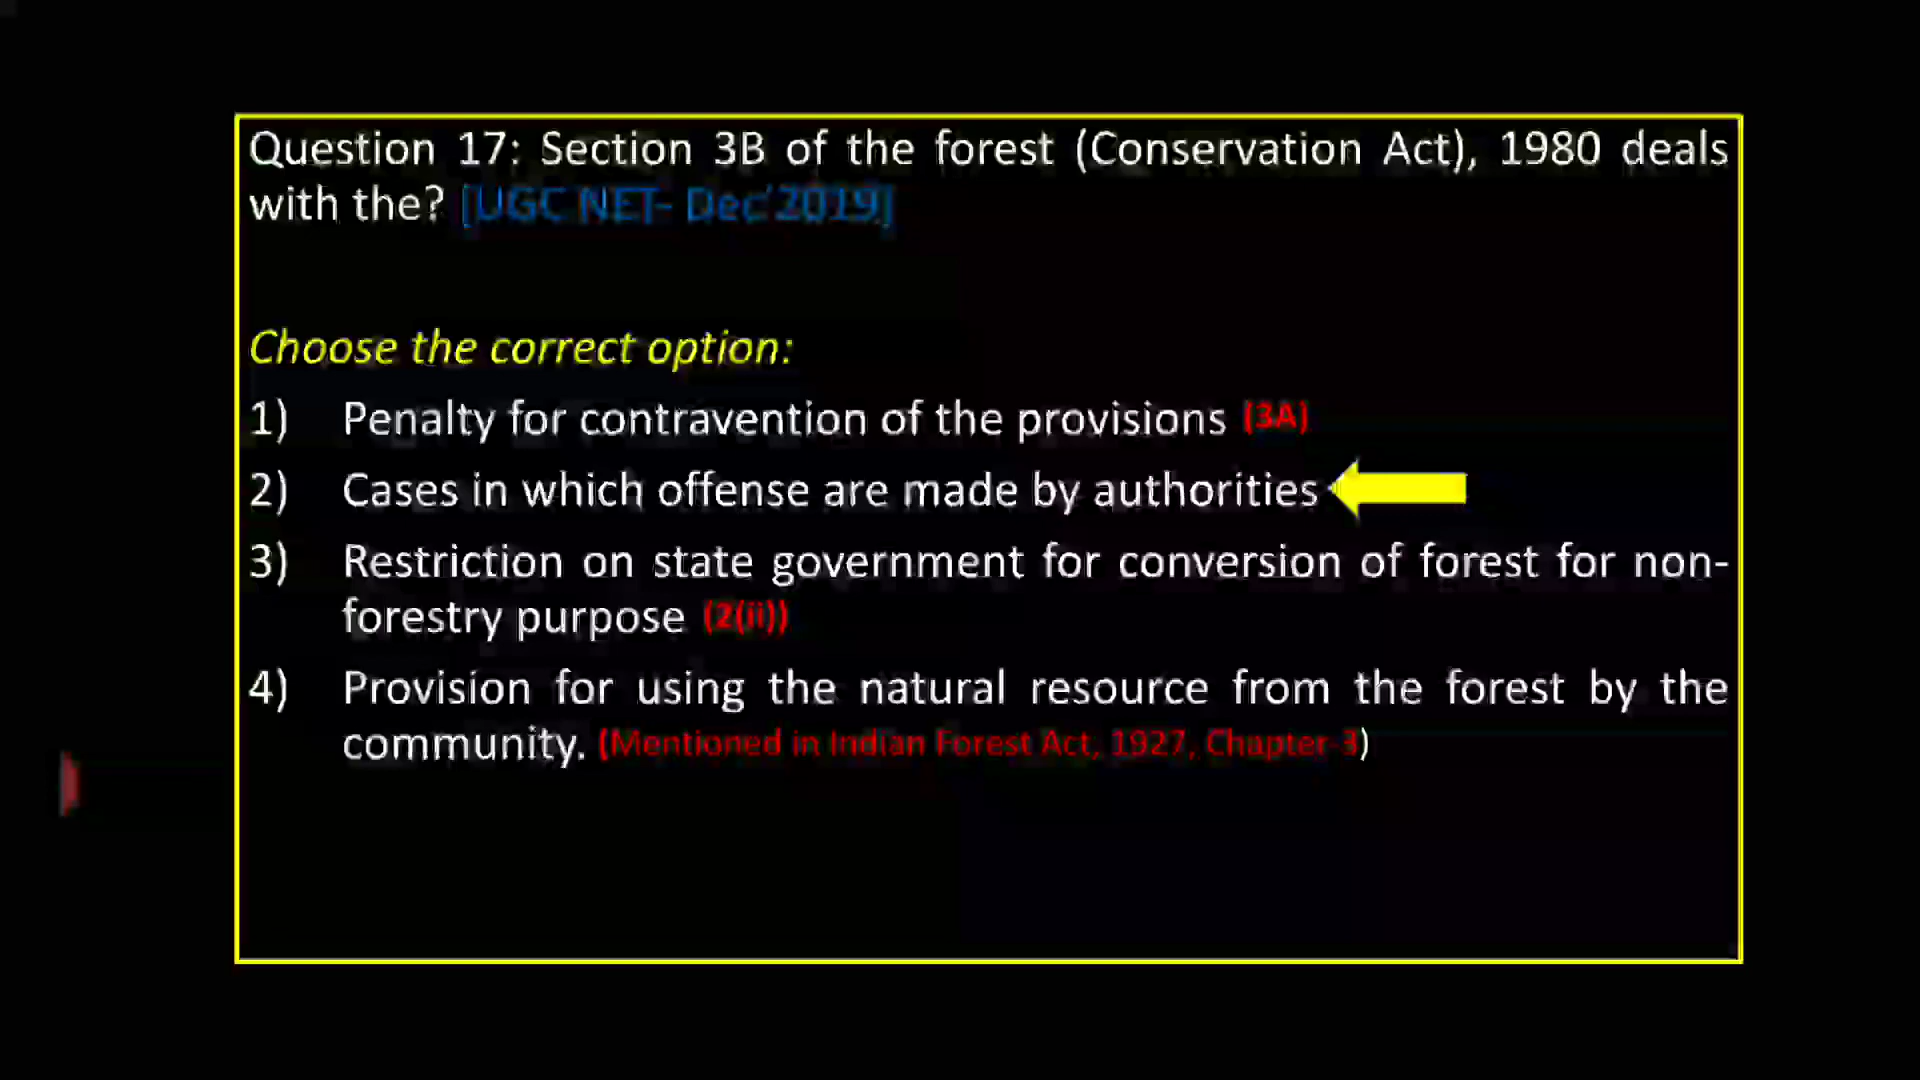 Question 17: Section 3B of the forest (Conservation Act), 1980 deals
with the? [UGC NET- Dec'2019]
Choose the correct option:
1) Penalty for contravention of the provisions (3A)
2) Cases in which offense are made by authorities
3) Restriction on state government for conversion of forest for non-
forestry purpose (2(ii))
4) Provision for using the natural resource from the forest by the
community. (Mentioned in Indian Forest Act, 1927, Chapter-3)